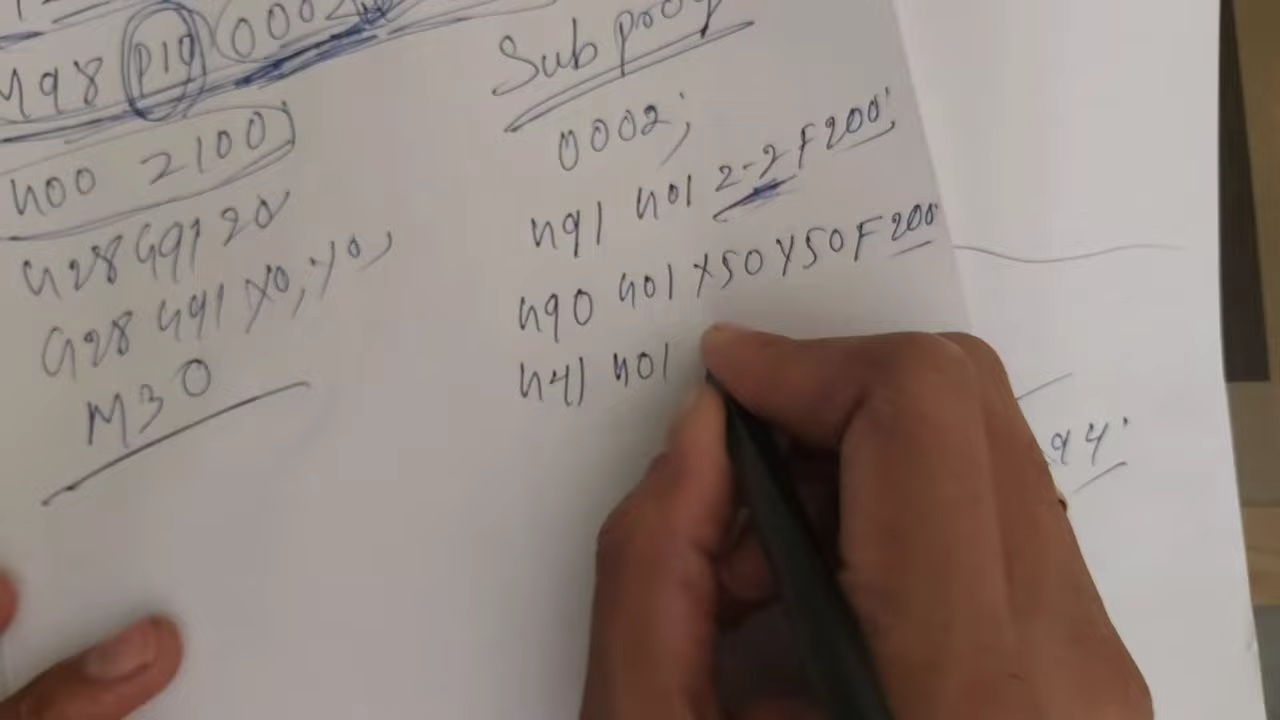 M98 P10 0002
G00 Z100
G28 G91 Z0
G28 G91 X0, Y0,
M30
Sub prog
O002;
G91 G01 Z-2 F200;
G90 G01 X50 Y50 F200
G41 G01